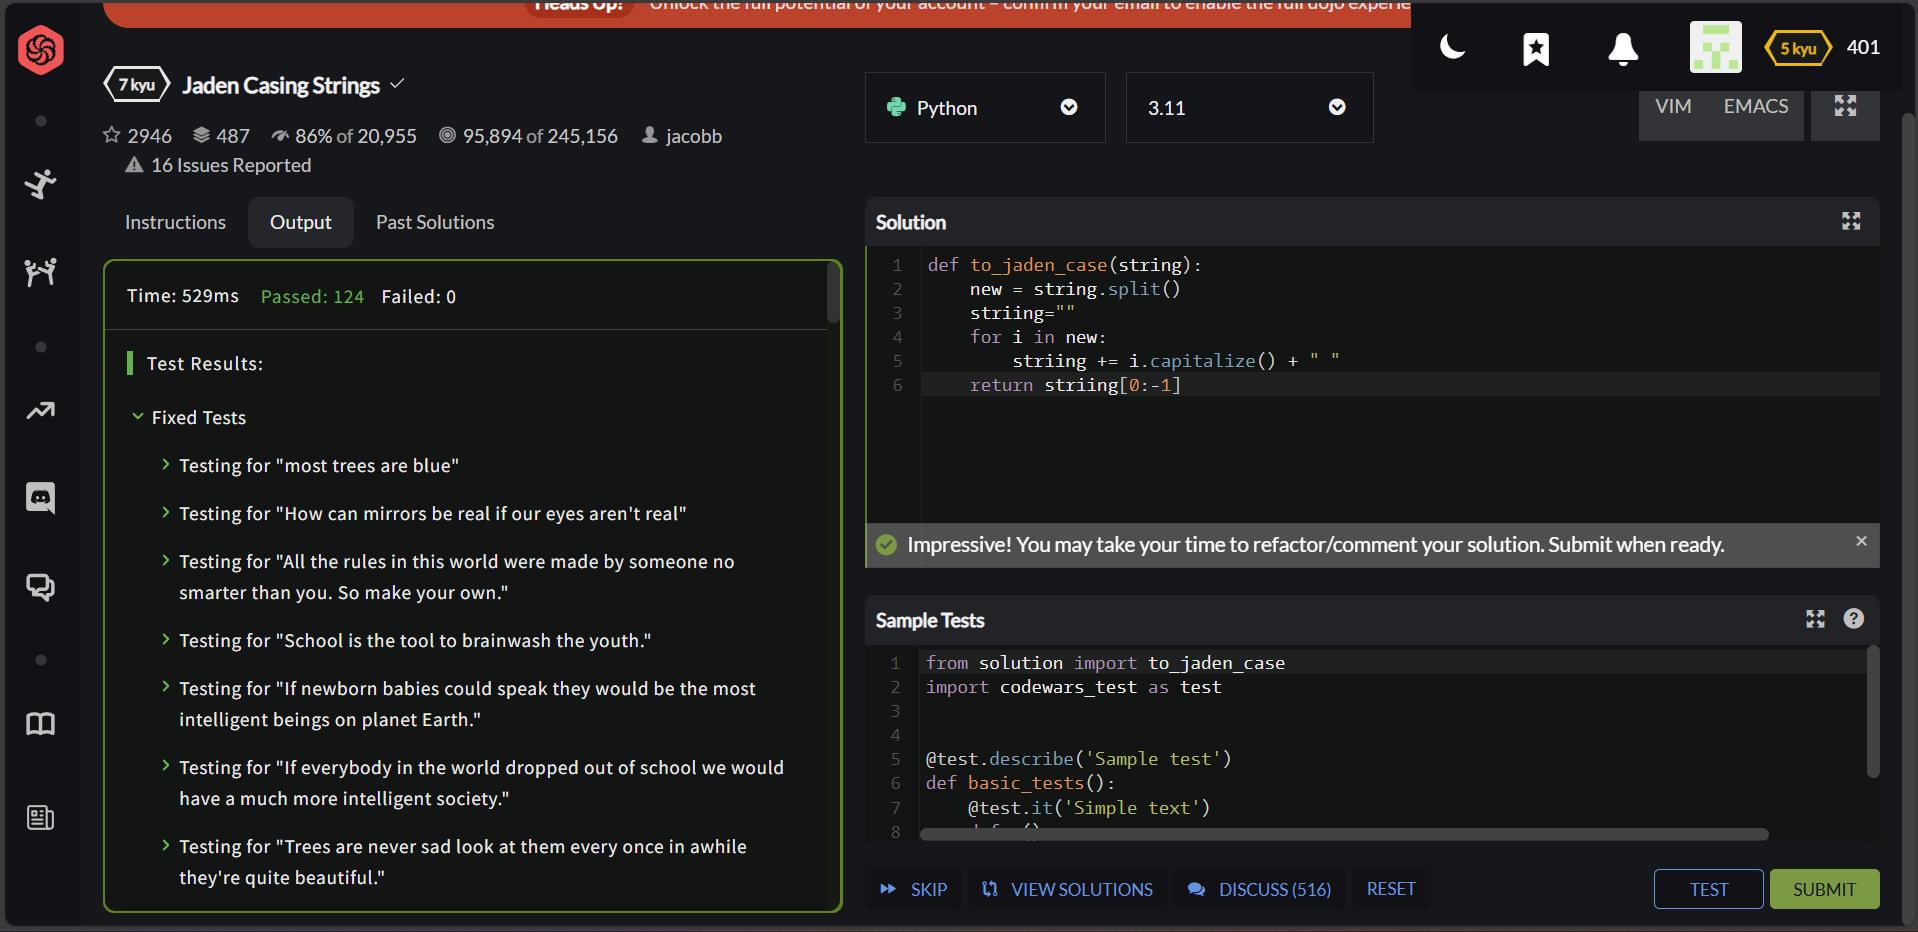 Heads Up! Unlock the full potential of your account – confirm your email to enable the full dojo experie
5 kyu 401
7 kyu Jaden Casing Strings
2946 487 86% of 20,955 95,894 of 245,156 jacobb
16 Issues Reported
Python
3.11
VIM EMACS
Instructions Output Past Solutions
Time: 529ms Passed: 124 Failed: 0
Test Results:
Fixed Tests
Testing for "most trees are blue"
Testing for "How can mirrors be real if our eyes aren't real"
Testing for "All the rules in this world were made by someone no
smarter than you. So make your own."
Testing for "School is the tool to brainwash the youth."
Testing for "If newborn babies could speak they would be the most
intelligent beings on planet Earth."
Testing for "If everybody in the world dropped out of school we would
have a much more intelligent society."
Testing for "Trees are never sad look at them every once in awhile
they're quite beautiful."
Solution
1 def to_jaden_case(string):
2 new = string.split()
3 striing=""
4 for i in new:
5 striing += i.capitalize() + " "
6 return striing[0:-1]
Impressive! You may take your time to refactor/comment your solution. Submit when ready.
Sample Tests
1 from solution import to_jaden_case
2 import codewars_test as test
3
4
5 @test.describe('Sample test')
6 def basic_tests():
7 @test.it('Simple text')
8
SKIP VIEW SOLUTIONS DISCUSS (516) RESET TEST SUBMIT